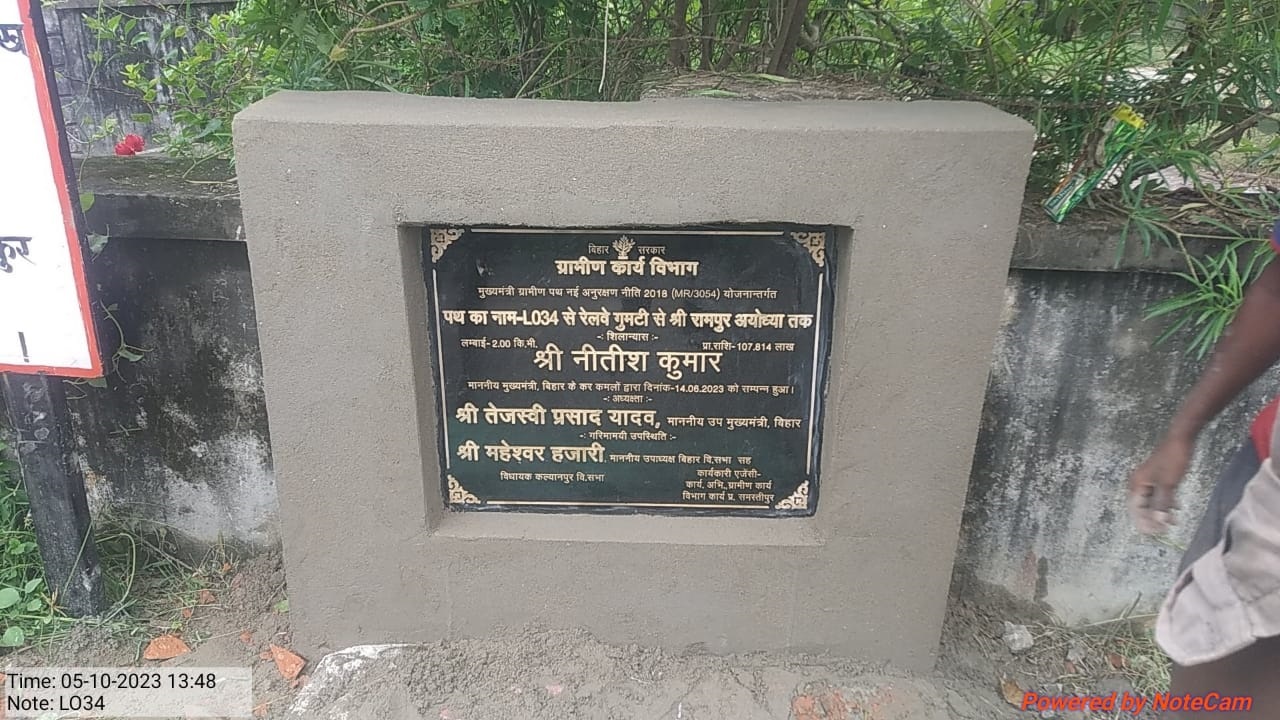 बिहार सरकार
ग्रामीण कार्य विभाग
मुख्यमंत्री ग्रामीण पथ नई अनुरक्षण नीति 2018 (MR/3054) योजनान्तर्गत
पथ का नाम-L034 से रेलवे गुमटी से श्री रामपुर अयोध्या तक
-: शिलान्यास :-
लम्बाई-2.00 कि.मी. प्रा.राशि-107.814 लाख
श्री नीतीश कुमार
माननीय मुख्यमंत्री, बिहार के कर कमलों द्वारा दिनांक-14.06.2023 को सम्पन्न हुआ।
-: अध्यक्षता :-
श्री तेजस्वी प्रसाद यादव, माननीय उप मुख्यमंत्री, बिहार
-: गरिमामयी उपस्थिति :-
श्री महेश्वर हजारी, माननीय उपाध्यक्ष बिहार वि.सभा सह
विधायक कल्यानपुर वि.सभा
कार्यकारी एजेंसी-
कार्य. अभि., ग्रामीण कार्य
विभाग कार्य प्र. समस्तीपुर
Time: 05-10-2023 13:48
Note: LO34
Powered by NoteCam